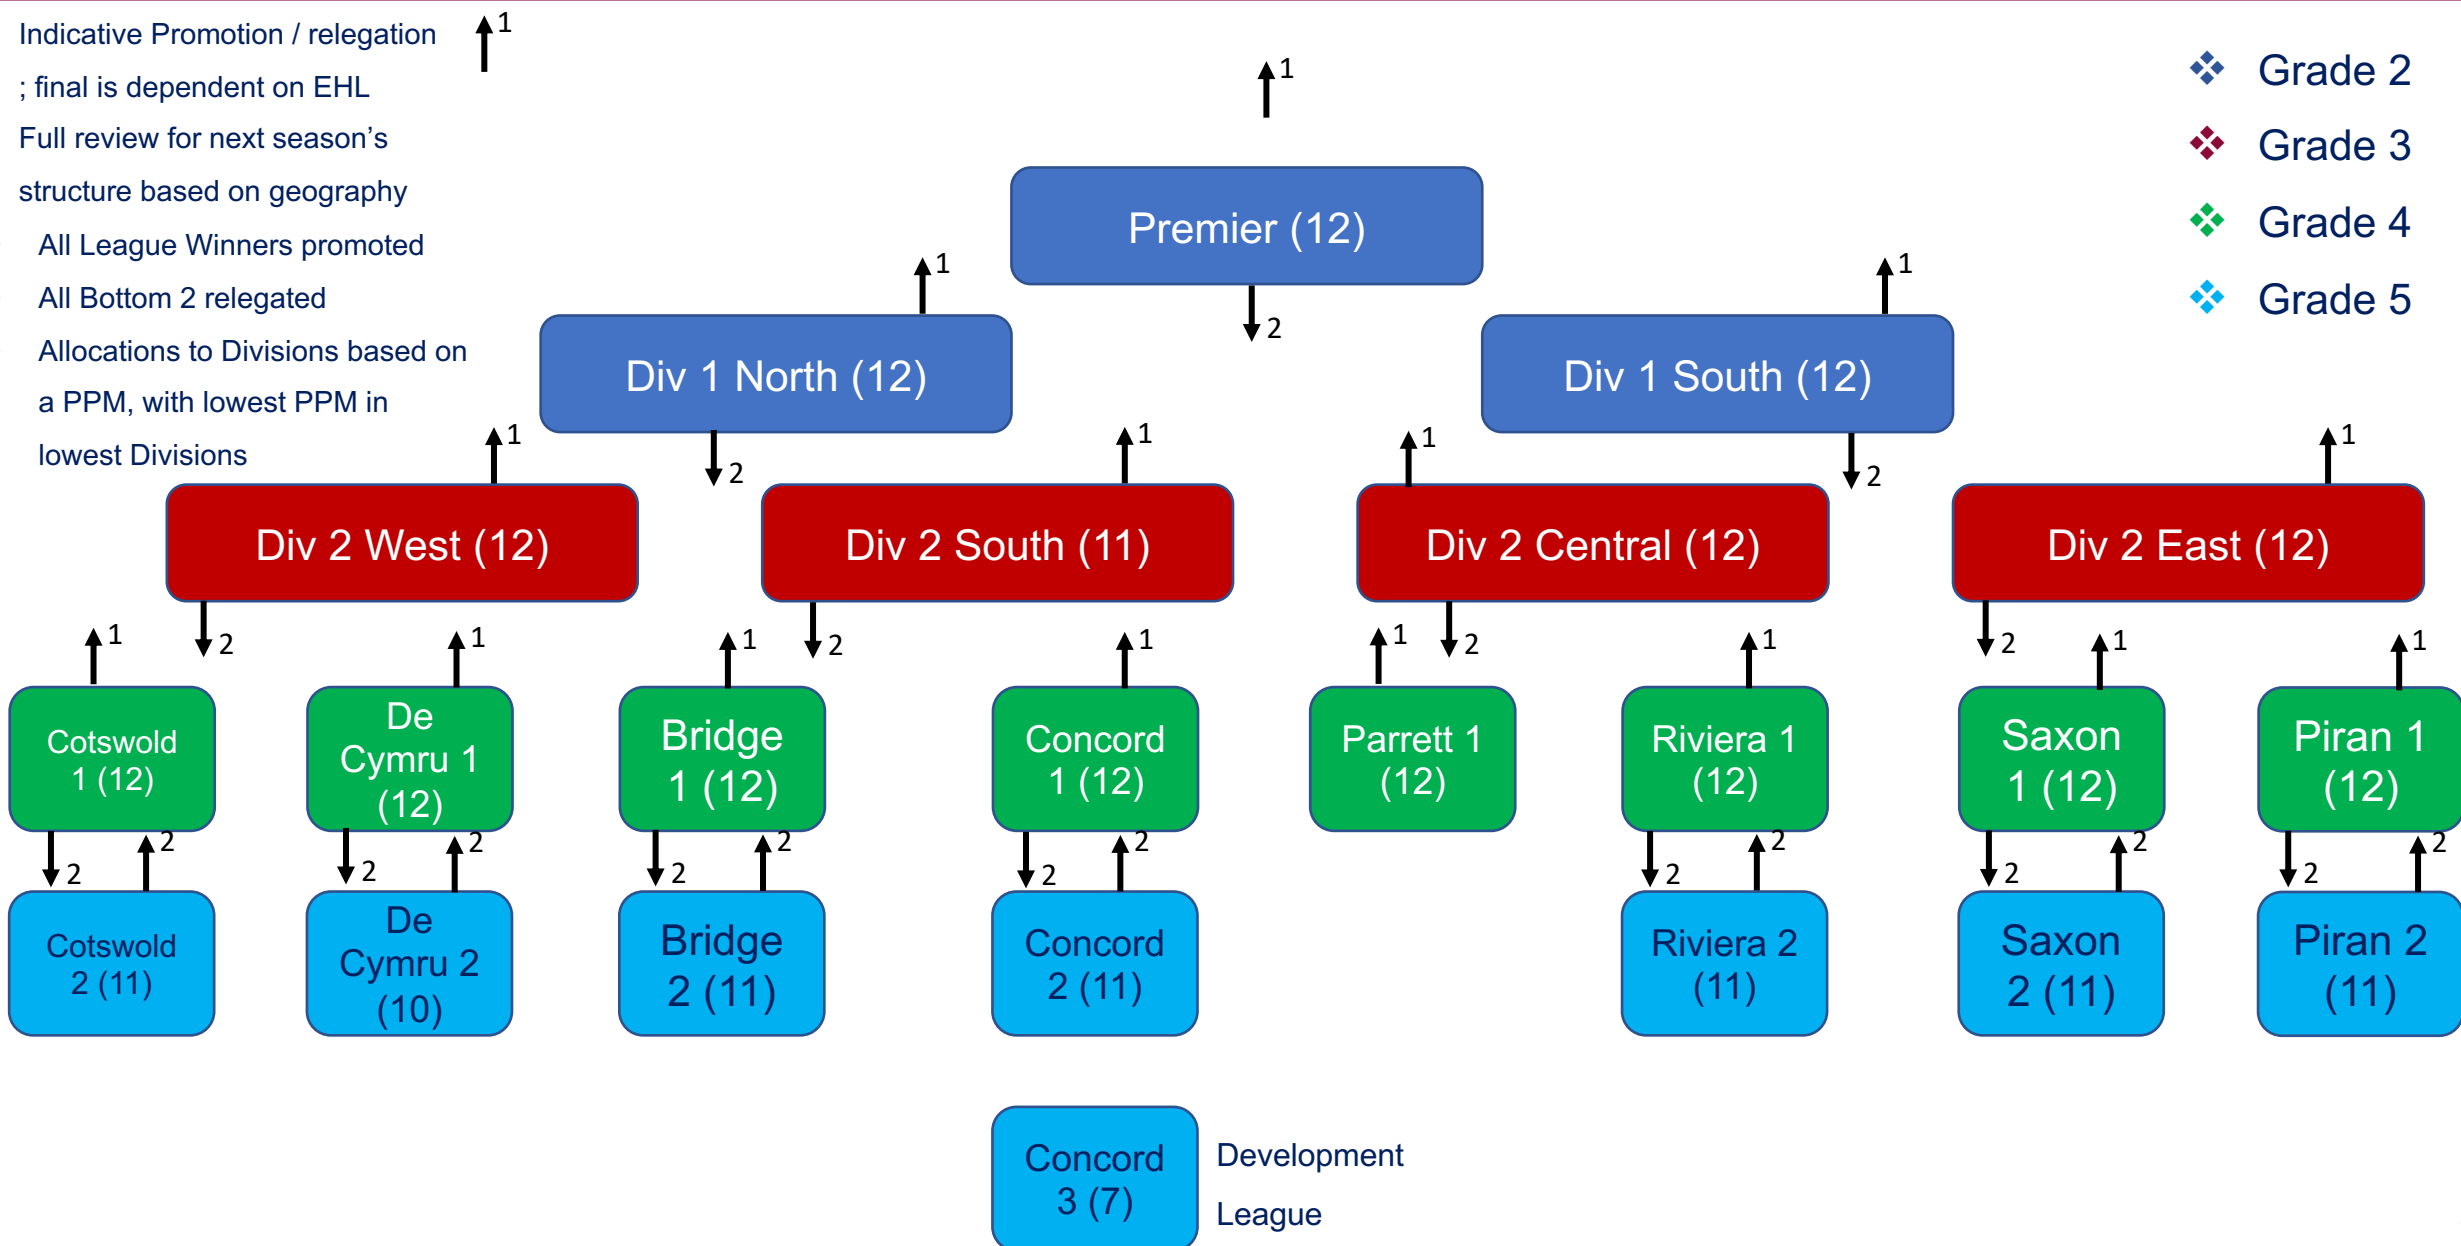 Indicative Promotion / relegation
1
; final is dependent on EHL
Full review for next season's
structure based on geography
All League Winners promoted
All Bottom 2 relegated
Allocations to Divisions based on
a PPM, with lowest PPM in
lowest Divisions
Grade 2
Grade 3
Grade 4
Grade 5
1
Premier (12)
2
1
1
Div 1 North (12)
Div 1 South (12)
2
2
1
1
1
1
Div 2 West (12)
Div 2 South (11)
Div 2 Central (12)
Div 2 East (12)
2
2
2
2
1
1
1
1
1
1
1
1
Cotswold
1 (12)
De
Cymru 1
(12)
Bridge
1 (12)
Concord
1 (12)
Parrett 1
(12)
Riviera 1
(12)
Saxon
1 (12)
Piran 1
(12)
2
2
2
2
2
2
2
2
2
2
2
2
2
2
Cotswold
2 (11)
De
Cymru 2
(10)
Bridge
2 (11)
Concord
2 (11)
Riviera 2
(11)
Saxon
2 (11)
Piran 2
(11)
Concord
3 (7)
Development
League